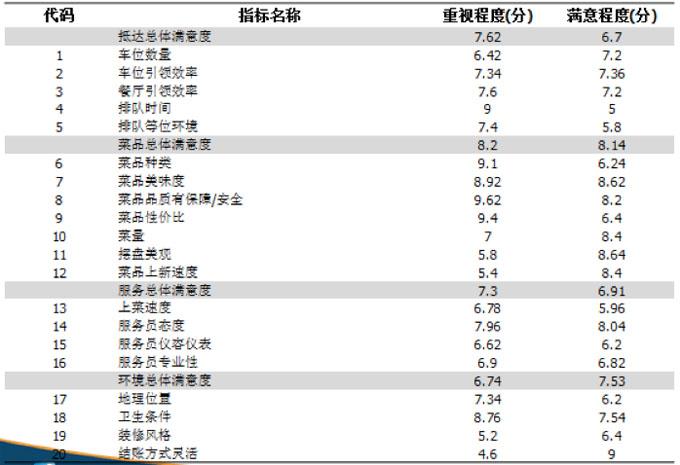 代码 指标名称 重视程度(分) 满意程度(分)
抵达总体满意度 7.62 6.7
1 车位数量 6.42 7.2
2 车位引领效率 7.34 7.36
3 餐厅引领效率 7.6 7.2
4 排队时间 9 5
5 排队等位环境 7.4 5.8
菜品总体满意度 8.2 8.14
6 菜品种类 9.1 6.24
7 菜品美味度 8.92 8.62
8 菜品品质有保障/安全 9.62 8.2
9 菜品性价比 9.4 6.4
10 菜量 7 8.4
11 摆盘美观 5.8 8.64
12 菜品上新速度 5.4 8.4
服务总体满意度 7.3 6.91
13 上菜速度 6.78 5.96
14 服务员态度 7.96 8.04
15 服务员仪容仪表 6.62 6.2
16 服务员专业性 6.9 6.82
环境总体满意度 6.74 7.53
17 地理位置 7.34 6.2
18 卫生条件 8.76 7.54
19 装修风格 5.2 6.4
20 结账方式灵活 4.6 9